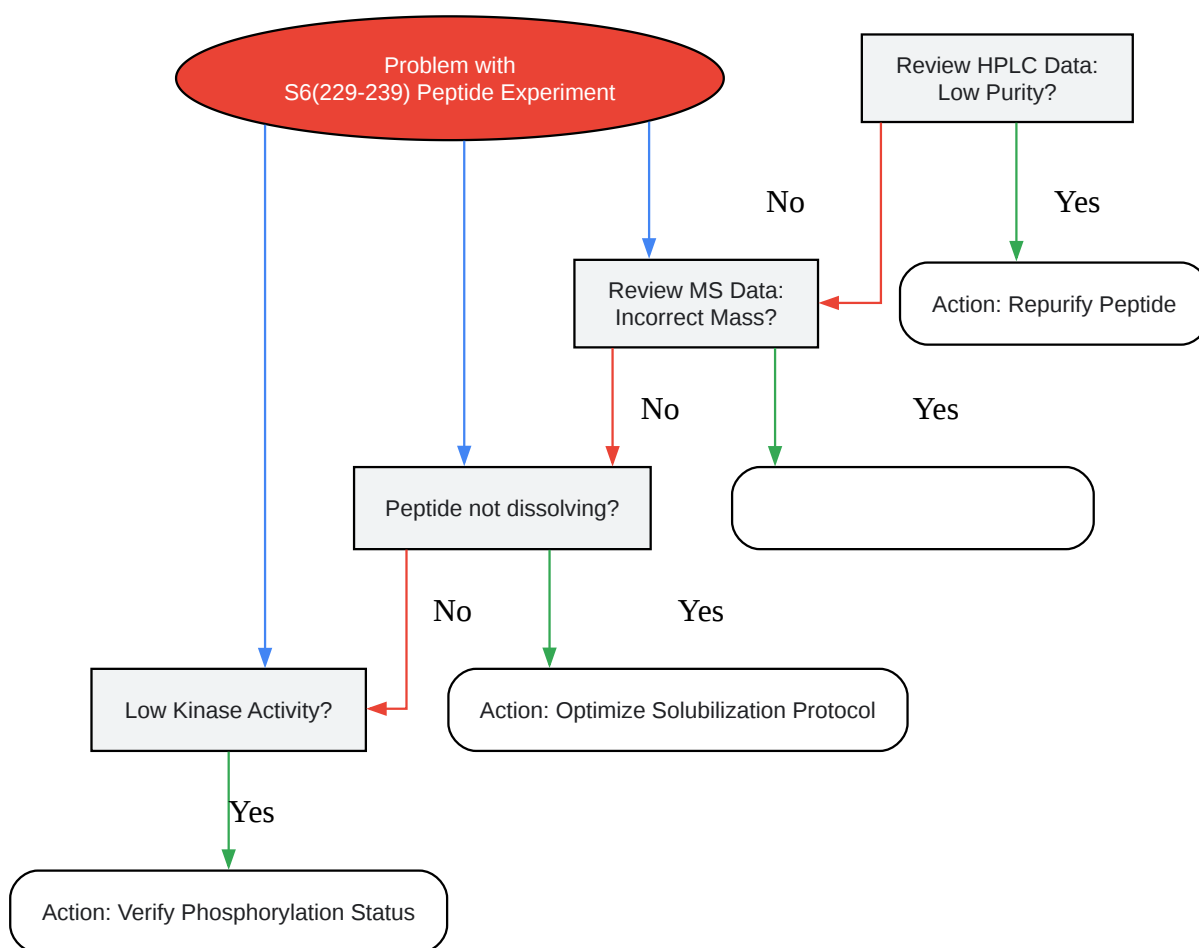 Problem with
S6(229-239) Peptide Experiment
Review HPLC Data:
Low Purity?
No
Yes
Review MS Data:
Incorrect Mass?
Action: Repurify Peptide
No
Yes
Peptide not dissolving?
No
Yes
Low Kinase Activity?
Action: Optimize Solubilization Protocol
Yes
Action: Verify Phosphorylation Status